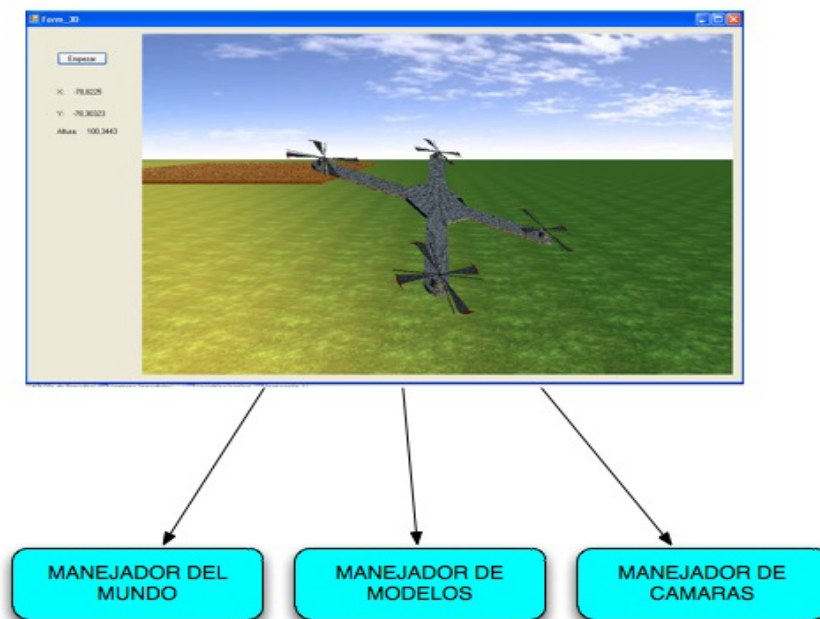 Form_3D
Empezar
X: -78,8225
Y: -78,30323
Altura: 100,3443
MANEJADOR DEL
MUNDO
MANEJADOR DE
MODELOS
MANEJADOR DE
CAMARAS